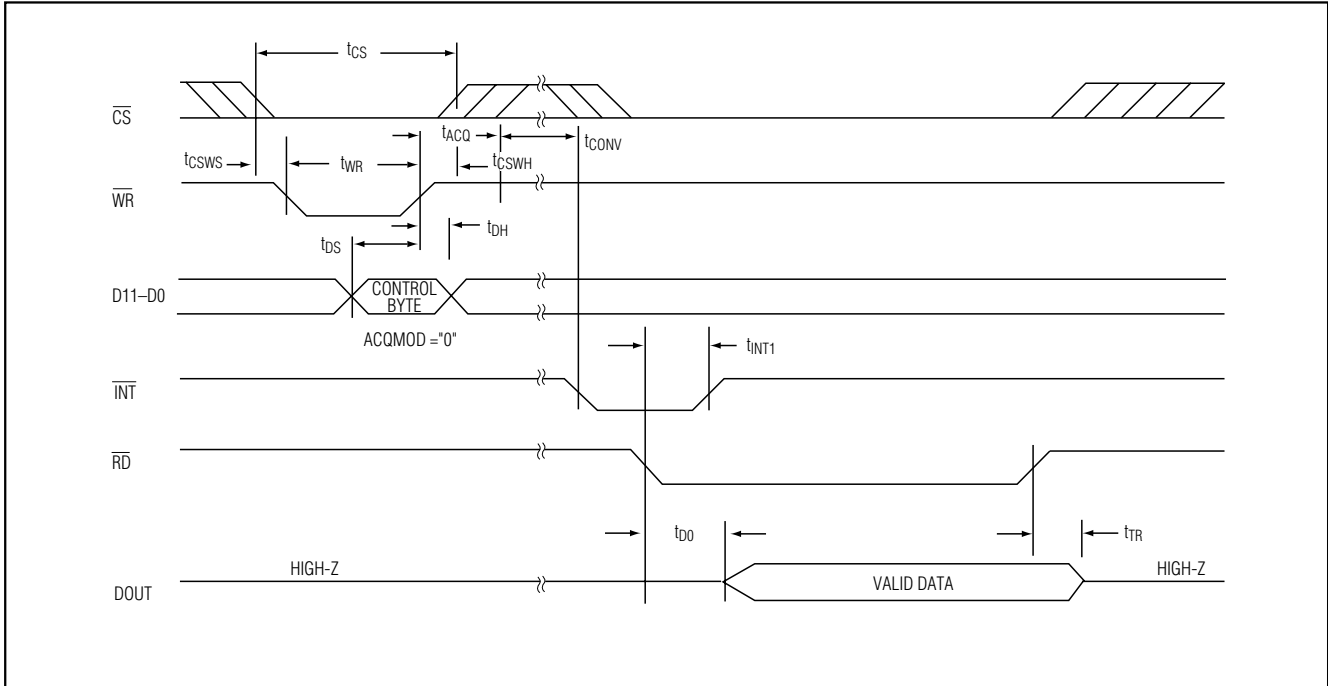 tCS
CS
tACQ
tCONV
tCSWS
tWR
tCSWH
WR
tDH
tDS
D11–D0
CONTROL
BYTE
ACQMOD ="0"
tINT1
INT
RD
tD0
tTR
HIGH-Z
VALID DATA
HIGH-Z
DOUT